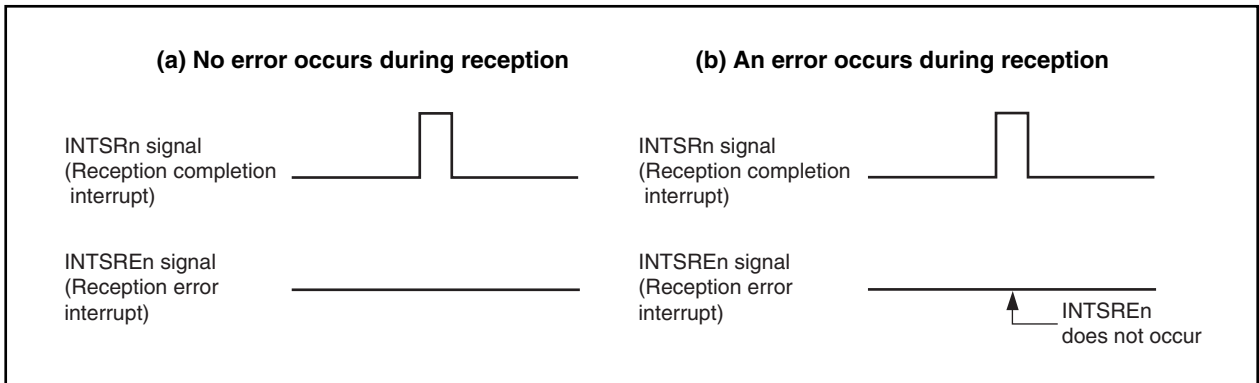 (a) No error occurs during reception
INTSRn signal
(Reception completion
interrupt)
INTSREn signal
(Reception error
interrupt)
(b) An error occurs during reception
INTSRn signal
(Reception completion
interrupt)
INTSREn signal
(Reception error
interrupt)
INTSREn
does not occur